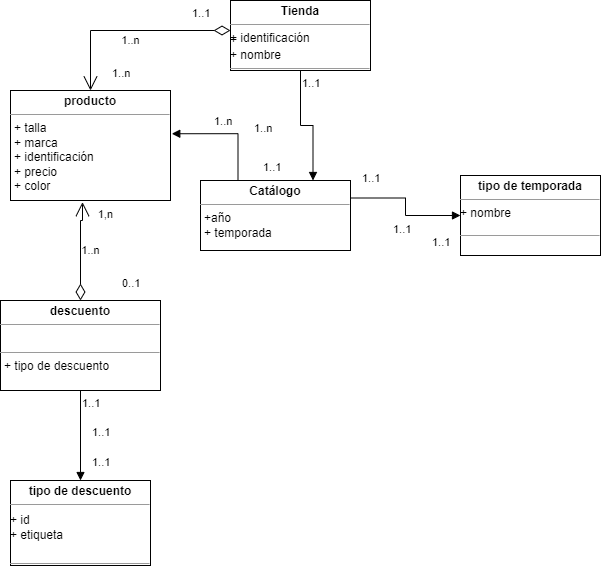 Tienda
+ identificación
+ nombre
1..1
1..n
1..n
1..1
producto
+ talla
+ marca
+ identificación
+ precio
+ color
1..n
1..n
1..1
Catálogo
+año
+ temporada
1..1
1..1
1..1
tipo de temporada
+ nombre
1,n
1..n
0..1
descuento
+ tipo de descuento
1..1
1..1
1..1
tipo de descuento
+ id
+ etiqueta